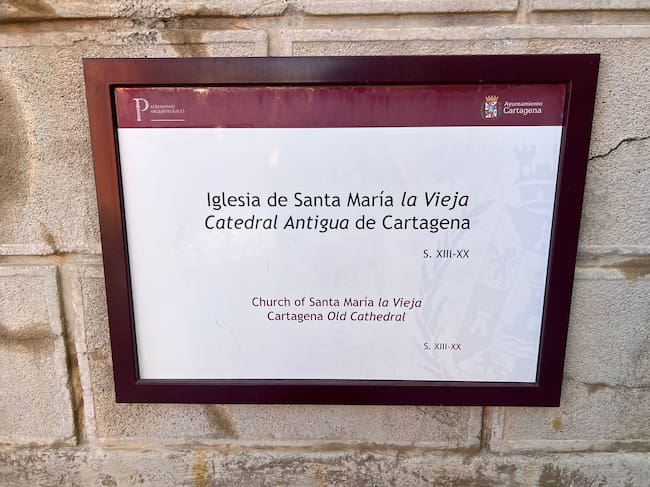 PATRIMONIO
ARQUEOLÓGICO
Ayuntamiento
Cartagena
Iglesia de Santa María la Vieja
Catedral Antigua de Cartagena
S. XIII-XX
Church of Santa María la Vieja
Cartagena Old Cathedral
S. XIII-XX